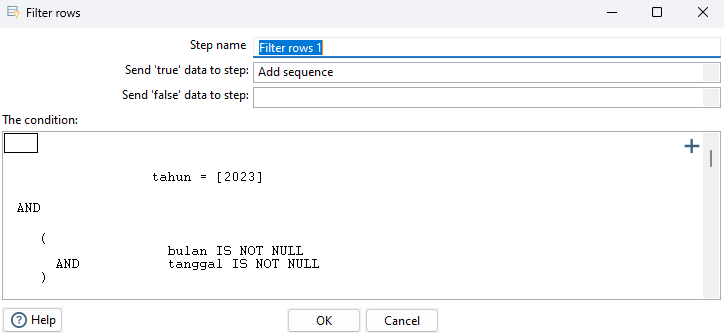 Filter rows
Step name Filter rows 1
Send 'true' data to step: Add sequence
Send 'false' data to step:
The condition:
tahun = [2023]
AND
(
bulan IS NOT NULL
AND tanggal IS NOT NULL
)
Help OK Cancel